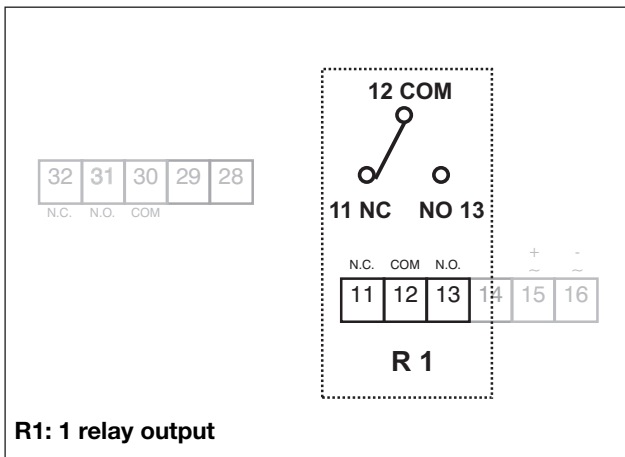 12 COM
11 NC NO 13
32 31 30 29 28
N.C. N.O. COM
N.C. COM N.O. + -
~ ~
11 12 13 14 15 16
R 1
R1: 1 relay output